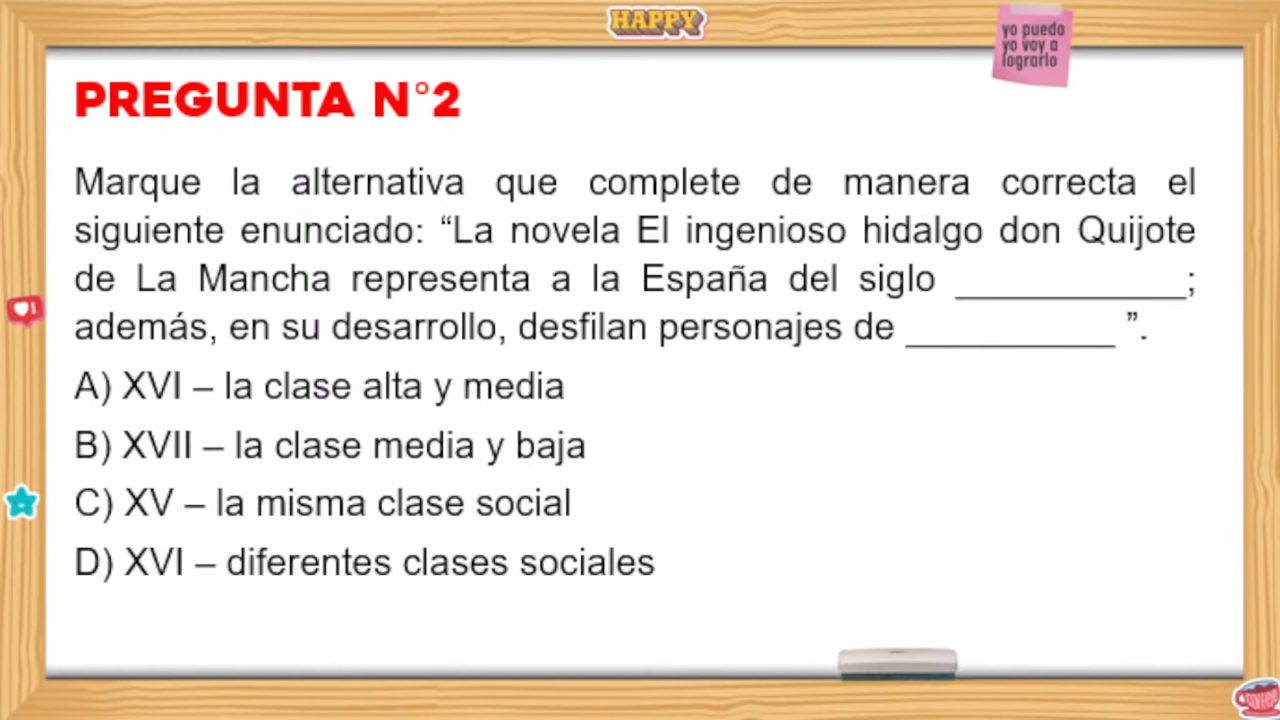 HAPPY
yo puedo
yo voy a
lograrlo
PREGUNTA N°2
Marque la alternativa que complete de manera correcta el
siguiente enunciado: “La novela El ingenioso hidalgo don Quijote
de La Mancha representa a la España del siglo ___________;
además, en su desarrollo, desfilan personajes de __________ ”.
A) XVI – la clase alta y media
B) XVII – la clase media y baja
C) XV – la misma clase social
D) XVI – diferentes clases sociales
COFFEE